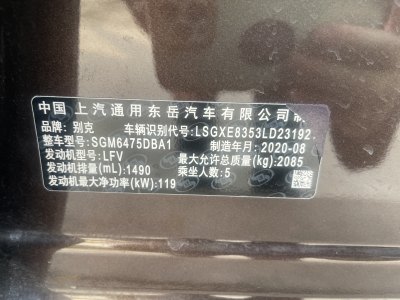 中国 上汽通用东岳汽车有限公司制
品牌：别克 车辆识别代号：LSGXE8353LD23192
整车型号：SGM6475DBA1 制造年月：2020-08
发动机型号：LFV 最大允许总质量(kg)：2085
发动机排量(mL)：1490 乘坐人数：5
发动机最大净功率(kW)：119